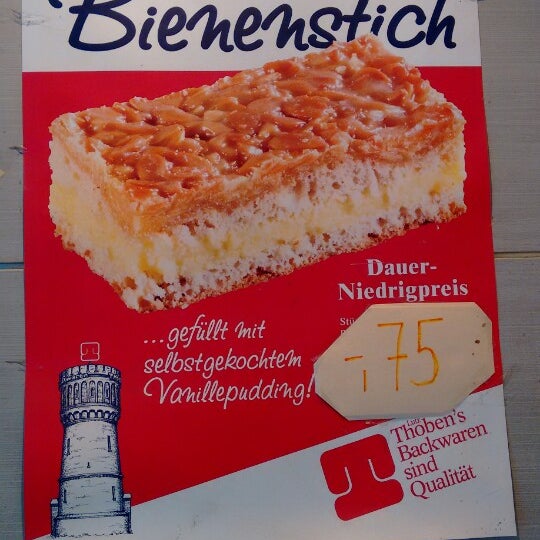 Bienenstich
Dauer-
Niedrigpreis
-,75
...gefüllt mit
selbstgekochtem
Vanillepudding!
Thoben's
Backwaren
sind
Qualität